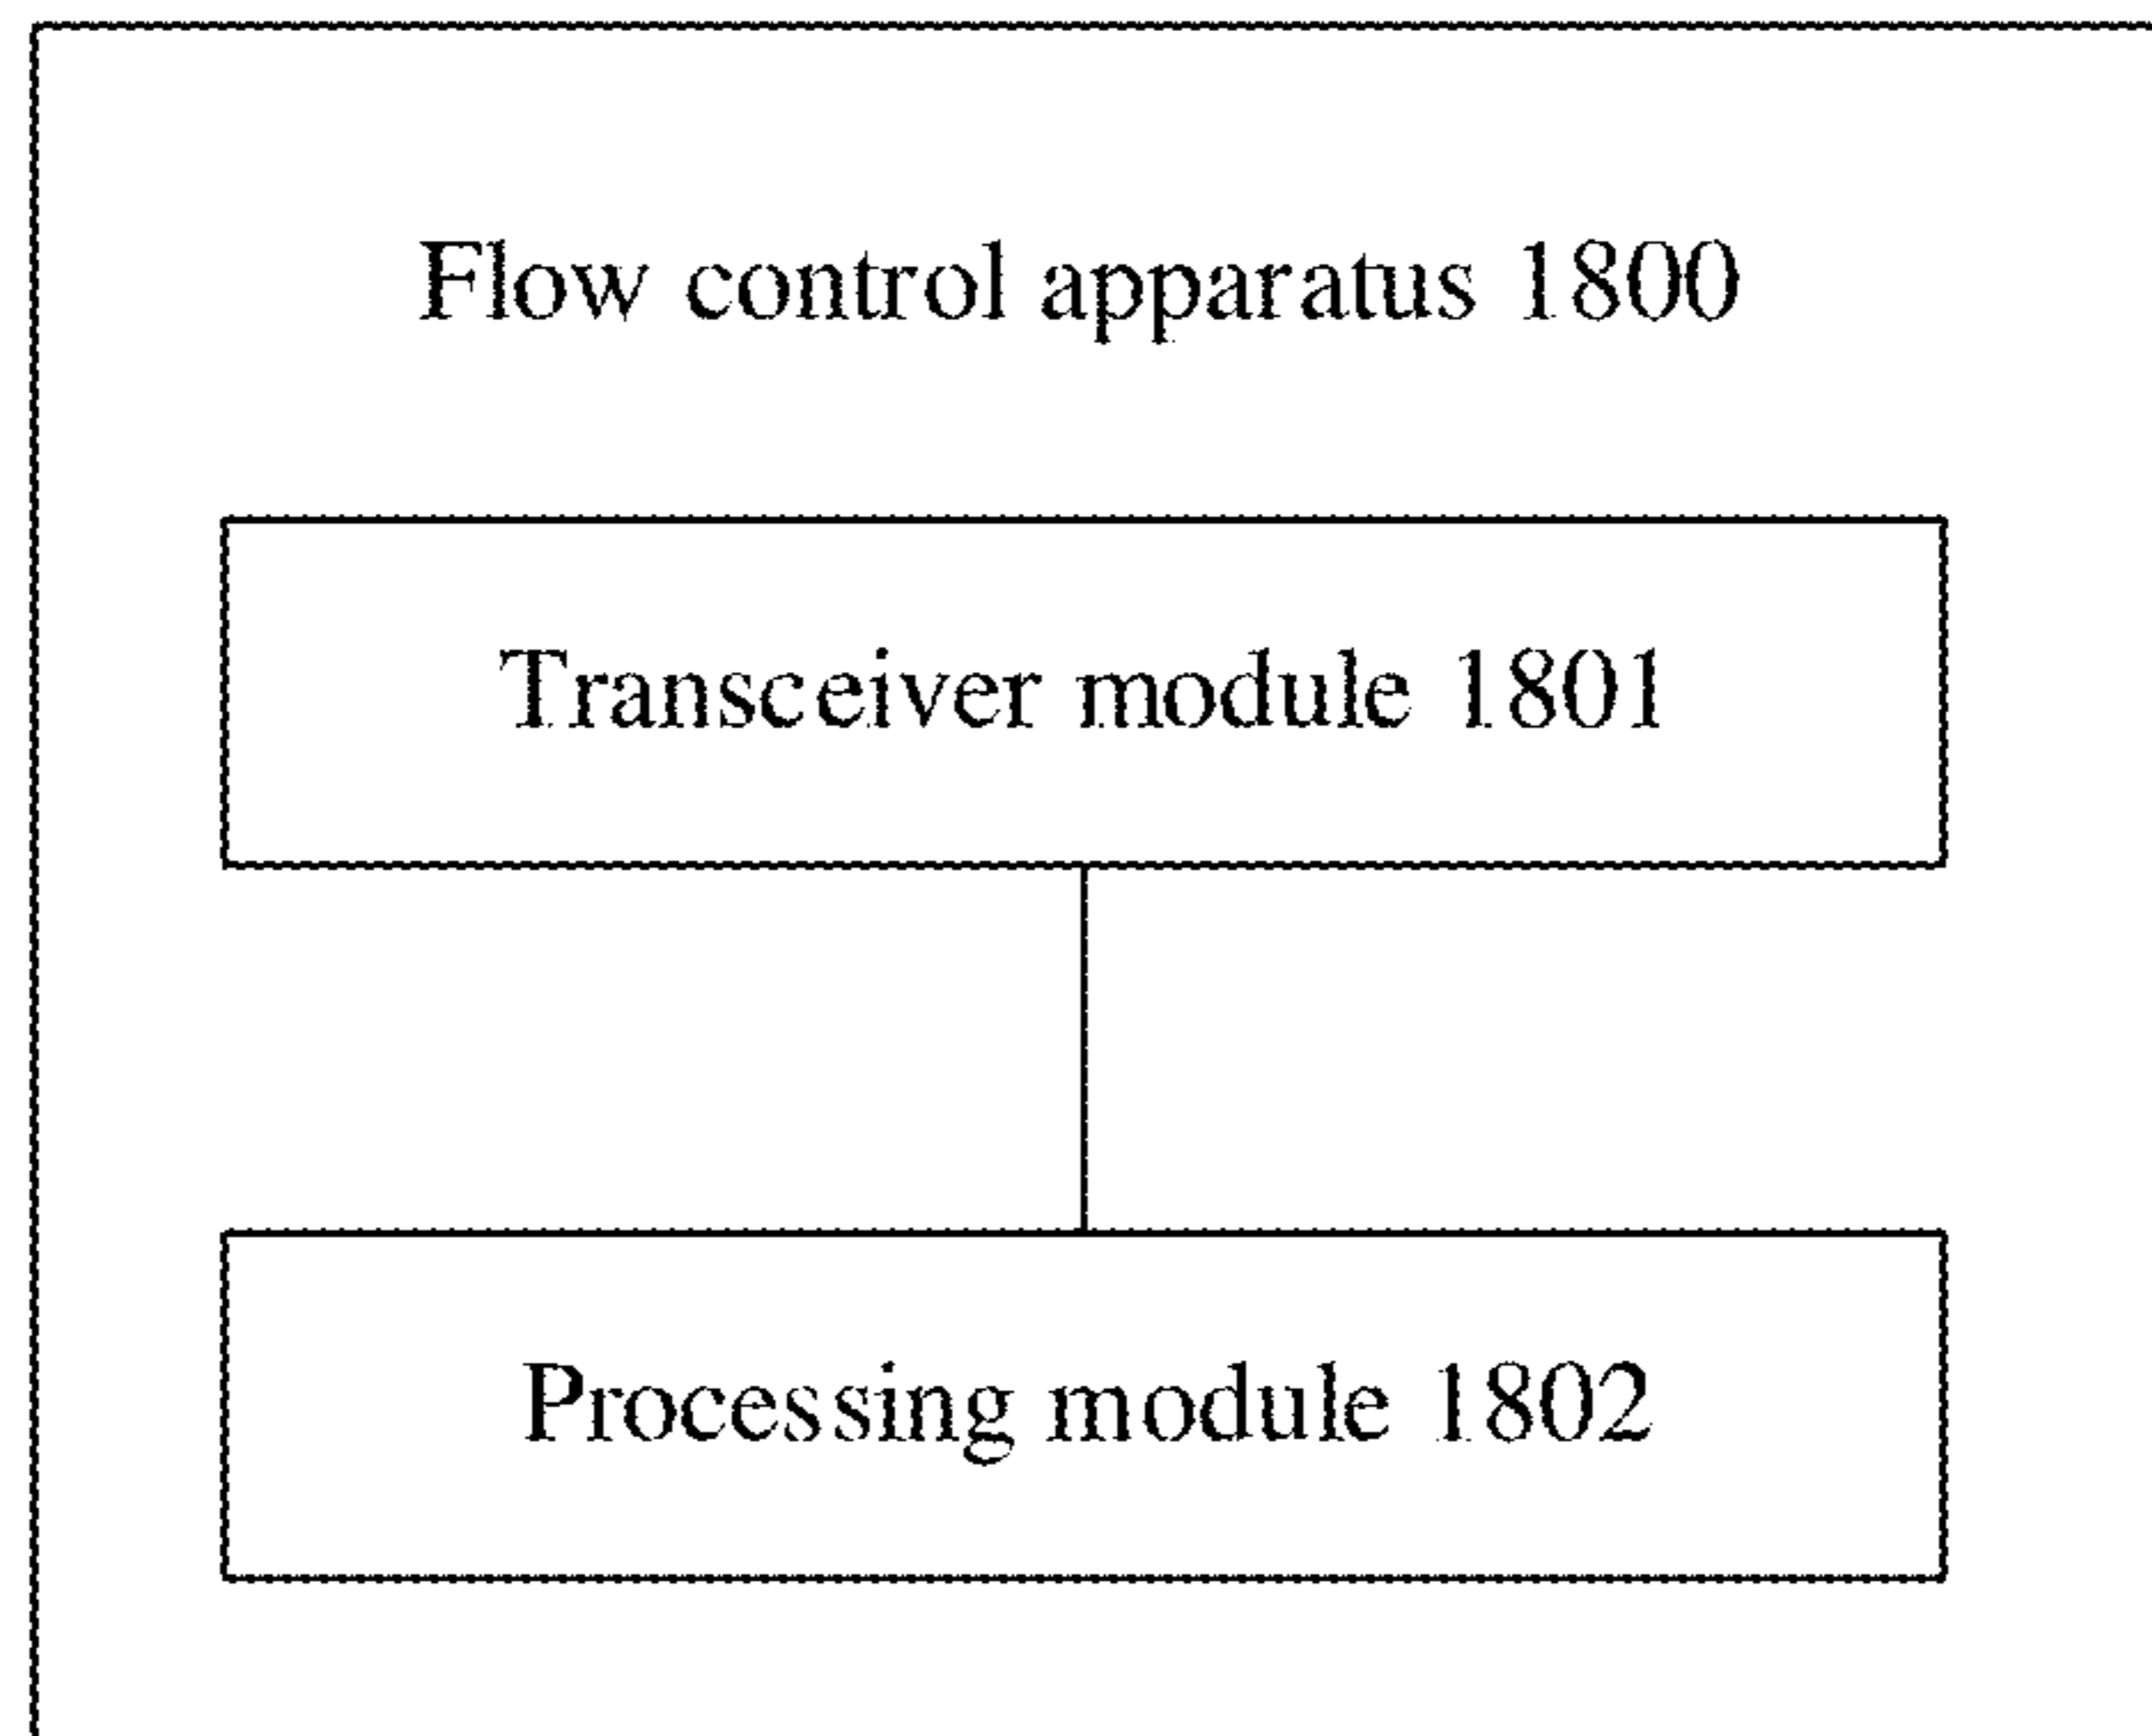 Flow control apparatus 1800
Transceiver module 1801
Processing module 1802